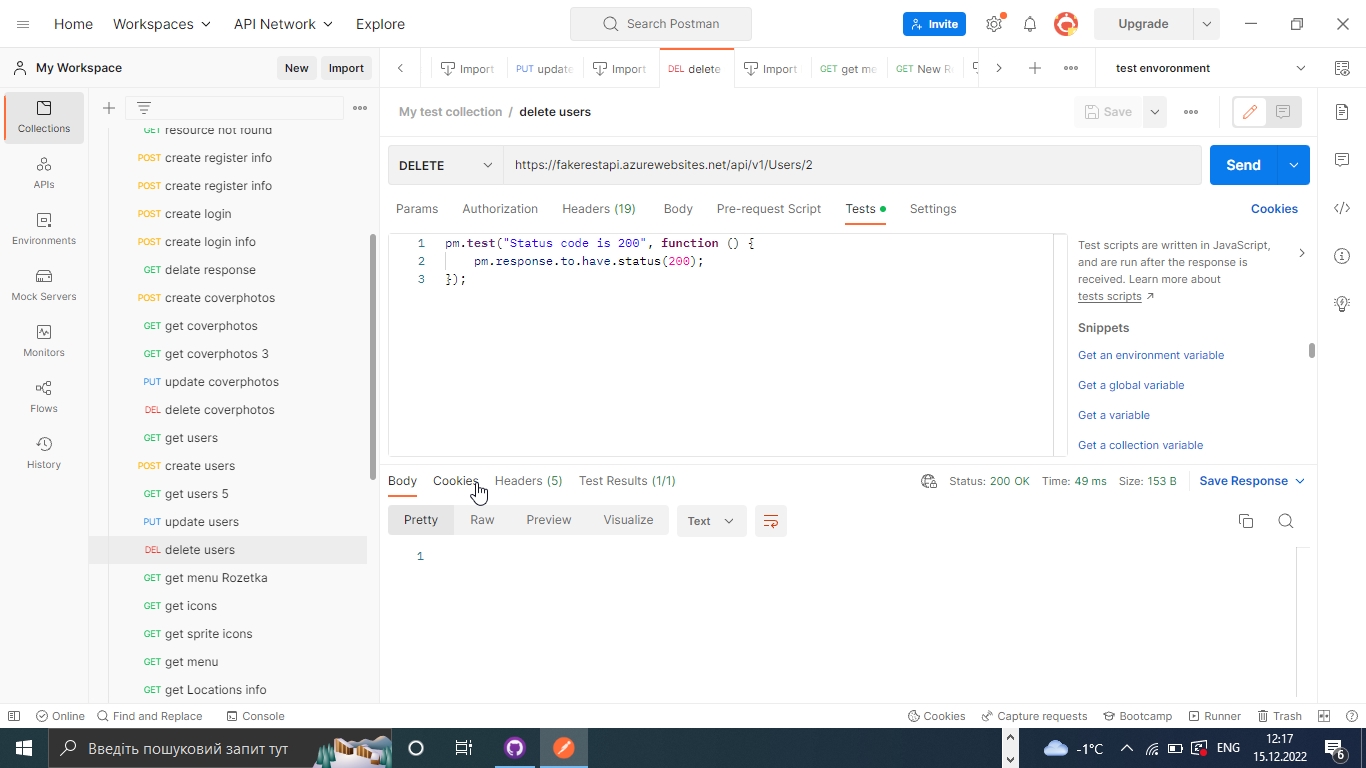 Home Workspaces API Network Explore Search Postman Invite Upgrade
My Workspace New Import
Import PUT update Import DEL delete Import GET get me GET New R test envoronment
Collections
APIs
Environments
Mock Servers
Monitors
Flows
History
GET resource not found
POST create register info
POST create register info
POST create login
POST create login info
GET delate response
POST create coverphotos
GET get coverphotos
GET get coverphotos 3
PUT update coverphotos
DEL delete coverphotos
GET get users
POST create users
GET get users 5
PUT update users
DEL delete users
GET get menu Rozetka
GET get icons
GET get sprite icons
GET get menu
GET get Locations info
My test collection / delete users Save
DELETE https://fakerestapi.azurewebsites.net/api/v1/Users/2 Send
Params Authorization Headers (19) Body Pre-request Script Tests Settings Cookies
1 pm.test("Status code is 200", function () {
2 pm.response.to.have.status(200);
3 });
Test scripts are written in JavaScript,
and are run after the response is
received. Learn more about
tests scripts
Snippets
Get an environment variable
Get a global variable
Get a variable
Get a collection variable
Body Cookies Headers (5) Test Results (1/1) Status: 200 OK Time: 49 ms Size: 153 B Save Response
Pretty Raw Preview Visualize Text
1
Online Find and Replace Console Cookies Capture requests Bootcamp Runner Trash
Введіть пошуковий запит тут -1°C ENG 12:17
15.12.2022 6